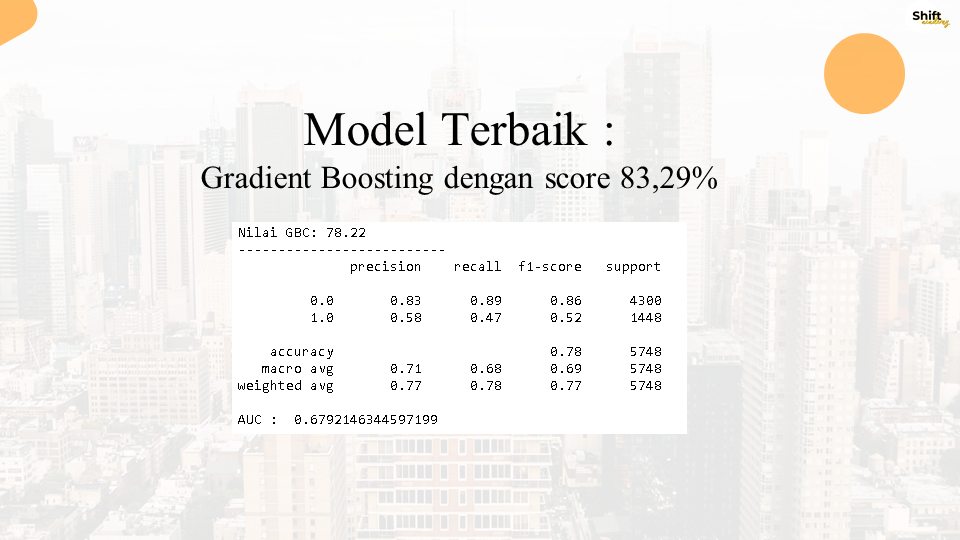 Shift
academy
Model Terbaik :
Gradient Boosting dengan score 83,29%
Nilai GBC: 78.22
--------------------------
precision recall f1-score support
0.0 0.83 0.89 0.86 4300
1.0 0.58 0.47 0.52 1448
accuracy 0.78 5748
macro avg 0.71 0.68 0.69 5748
weighted avg 0.77 0.78 0.77 5748
AUC : 0.6792146344597199